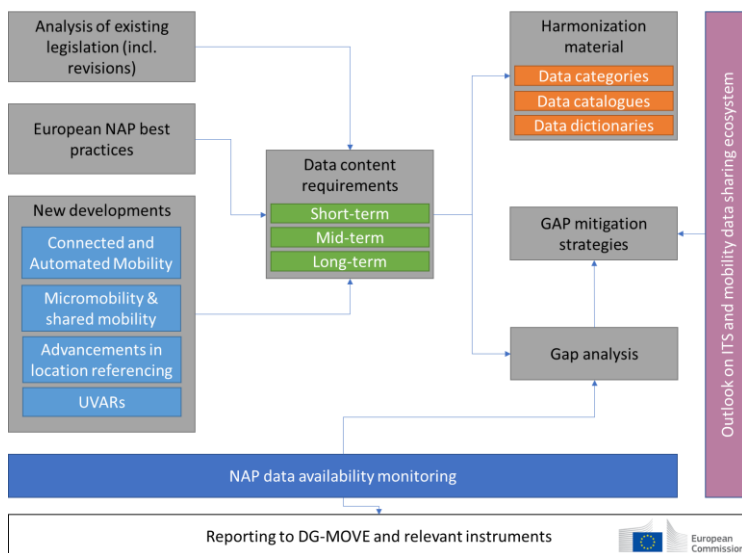 Analysis of existing
legislation (incl.
revisions)
European NAP best
practices
New developments
Connected and
Automated Mobility
Micromobility &
shared mobility
Advancements in
location referencing
UVARs
Data content
requirements
Short-term
Mid-term
Long-term
Harmonization
material
Data categories
Data catalogues
Data dictionaries
GAP mitigation
strategies
Gap analysis
Outlook on ITS and mobility data sharing ecosystem
NAP data availability monitoring
Reporting to DG-MOVE and relevant instruments
European
Commission